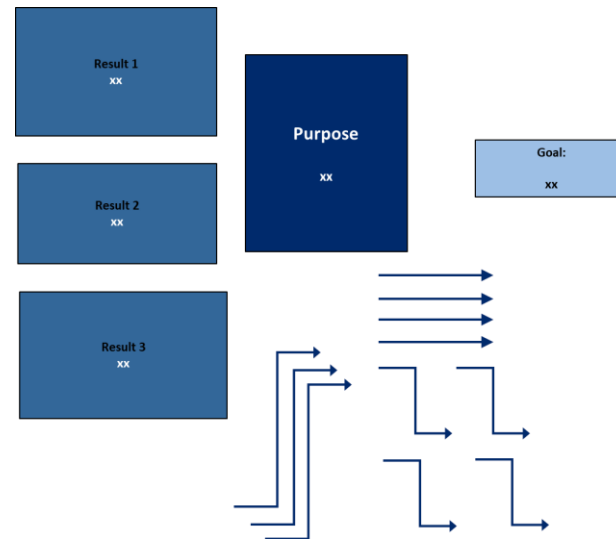 Result 1
xx
Result 2
xx
Result 3
xx
Purpose
xx
Goal:
xx